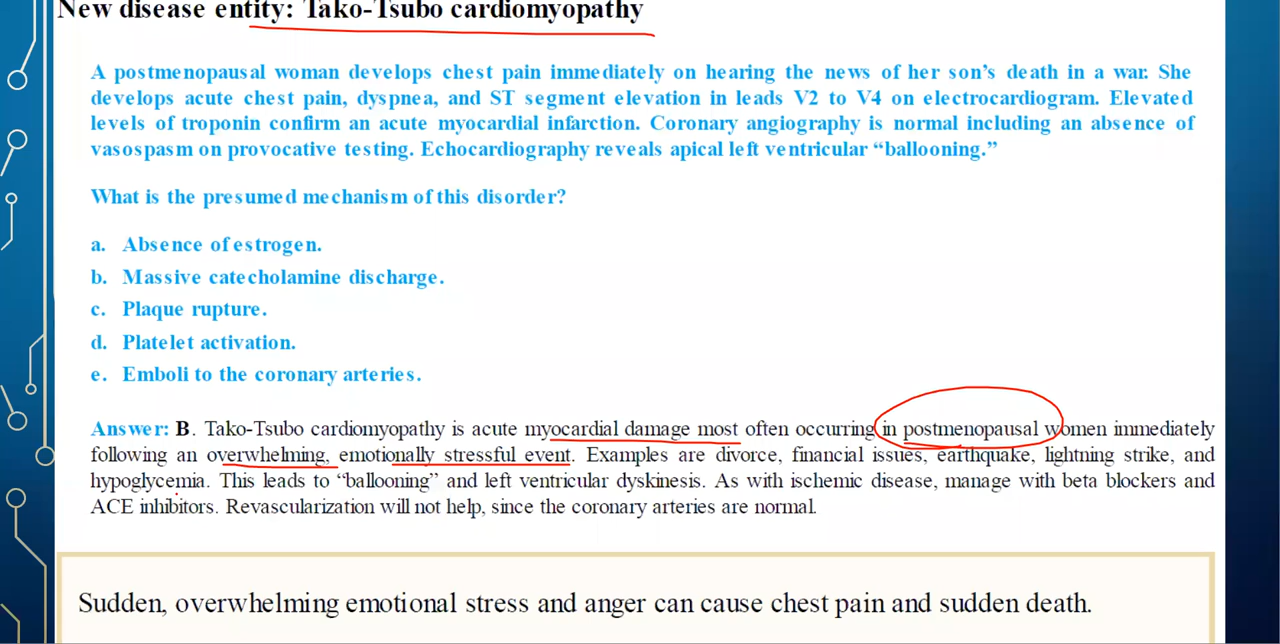 New disease entity: Tako-Tsubo cardiomyopathy
A postmenopausal woman develops chest pain immediately on hearing the news of her son's death in a war. She
develops acute chest pain, dyspnea, and ST segment elevation in leads V2 to V4 on electrocardiogram. Elevated
levels of troponin confirm an acute myocardial infarction. Coronary angiography is normal including an absence of
vasospasm on provocative testing. Echocardiography reveals apical left ventricular “ballooning.”
What is the presumed mechanism of this disorder?
a. Absence of estrogen.
b. Massive catecholamine discharge.
c. Plaque rupture.
d. Platelet activation.
e. Emboli to the coronary arteries.
Answer: B. Tako-Tsubo cardiomyopathy is acute myocardial damage most often occurring in postmenopausal women immediately
following an overwhelming, emotionally stressful event. Examples are divorce, financial issues, earthquake, lightning strike, and
hypoglycemia. This leads to “ballooning” and left ventricular dyskinesis. As with ischemic disease, manage with beta blockers and
ACE inhibitors. Revascularization will not help, since the coronary arteries are normal.
Sudden, overwhelming emotional stress and anger can cause chest pain and sudden death.